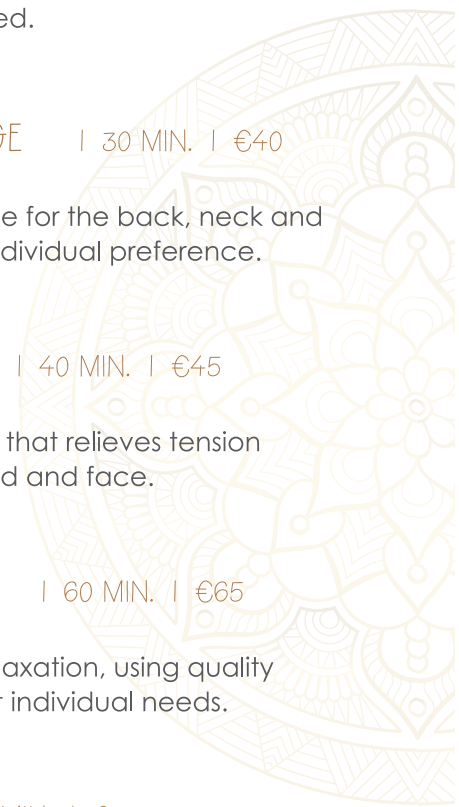 ed.
GE | 30 MIN. | €40
e for the back, neck and
dividual preference.
| 40 MIN. | €45
that relieves tension
d and face.
| 60 MIN. | €65
axation, using quality
individual needs.